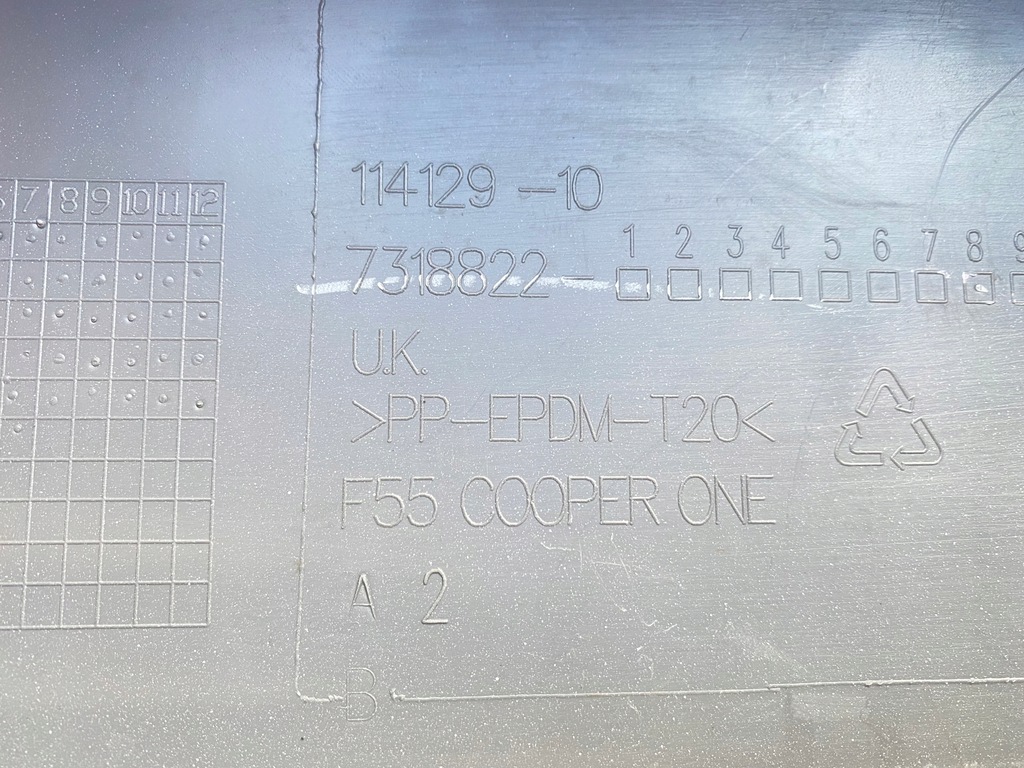 7 8 9 10 11 12
114129 -10
1 2 3 4 5 6 7 8 9
7318822-
U.K.
>PP-EPDM-T20<
F55 COOPER ONE
A 2
B